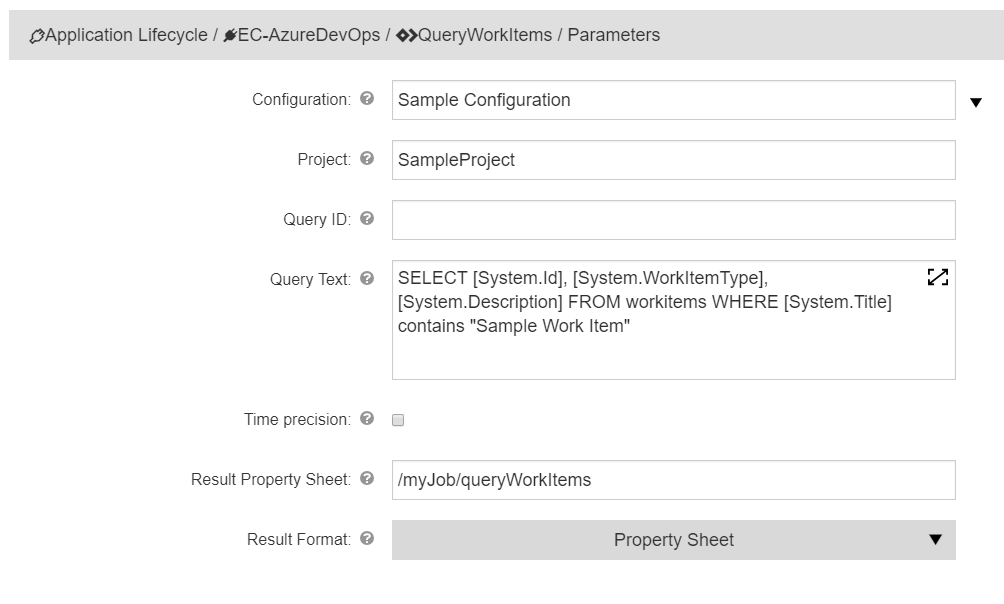 Application Lifecycle / EC-AzureDevOps / QueryWorkItems / Parameters
Configuration: Sample Configuration
Project: SampleProject
Query ID:
Query Text: SELECT [System.Id], [System.WorkItemType],
[System.Description] FROM workitems WHERE [System.Title]
contains "Sample Work Item"
Time precision:
Result Property Sheet: /myJob/queryWorkItems
Result Format: Property Sheet